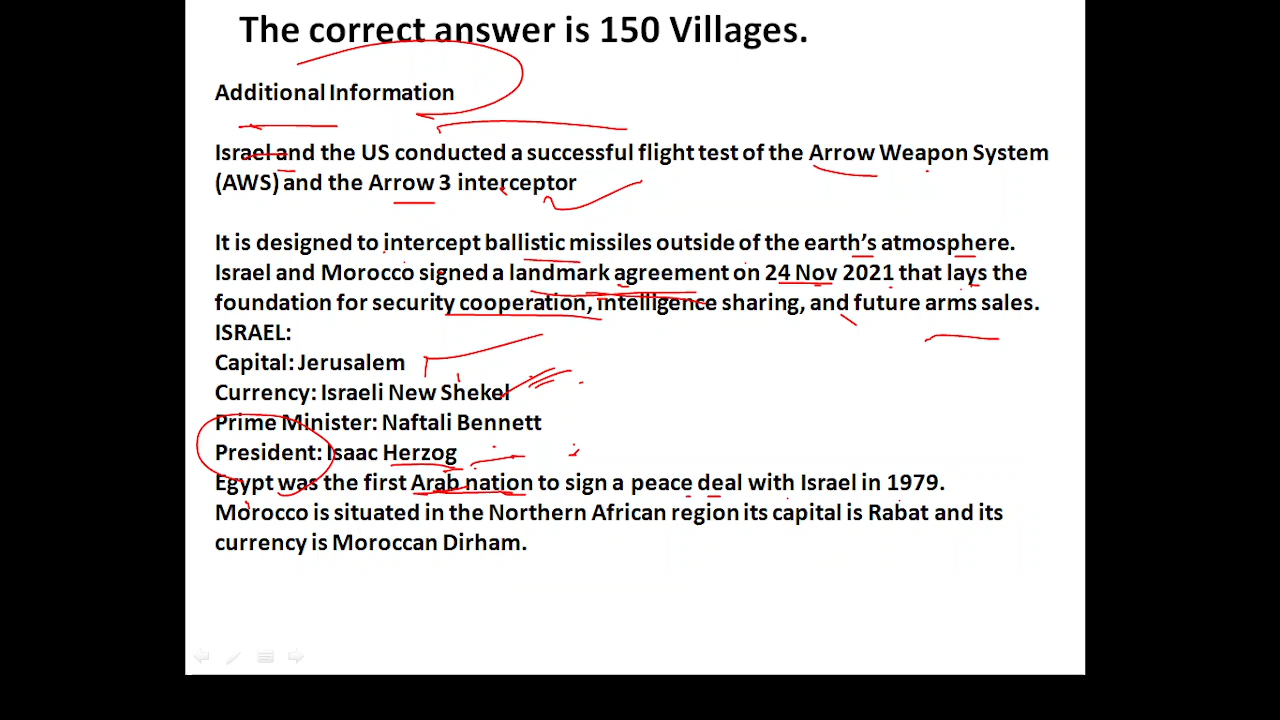 The correct answer is 150 Villages.
Additional Information
Israel and the US conducted a successful flight test of the Arrow Weapon System
(AWS) and the Arrow 3 interceptor
It is designed to intercept ballistic missiles outside of the earth’s atmosphere.
Israel and Morocco signed a landmark agreement on 24 Nov 2021 that lays the
foundation for security cooperation, intelligence sharing, and future arms sales.
ISRAEL:
Capital: Jerusalem
Currency: Israeli New Shekel
Prime Minister: Naftali Bennett
President: Isaac Herzog
Egypt was the first Arab nation to sign a peace deal with Israel in 1979.
Morocco is situated in the Northern African region its capital is Rabat and its
currency is Moroccan Dirham.